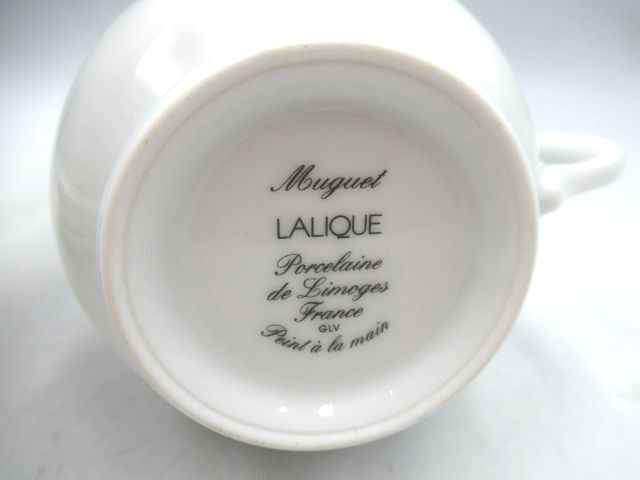 Muguet
LALIQUE
Porcelaine
de Limoges
France
GLV
Peint à la main